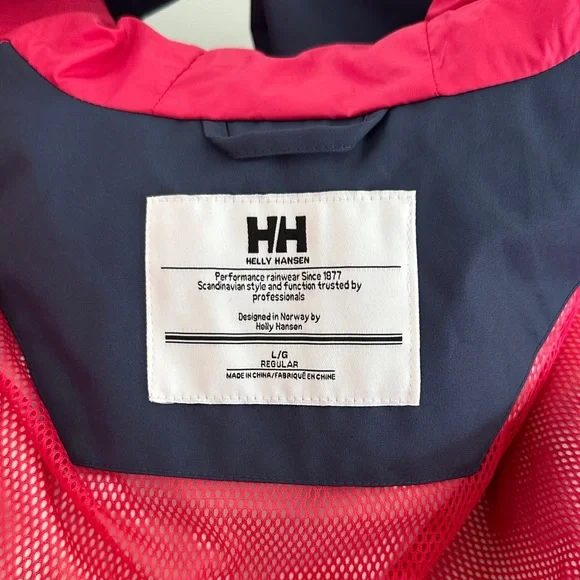 HH
HELLY HANSEN
Performance rainwear Since 1877
Scandinavian style and function trusted by
professionals
Designed in Norway by
Helly Hansen
L/G
REGULAR
MADE IN CHINA/FABRIQUÉ EN CHINE